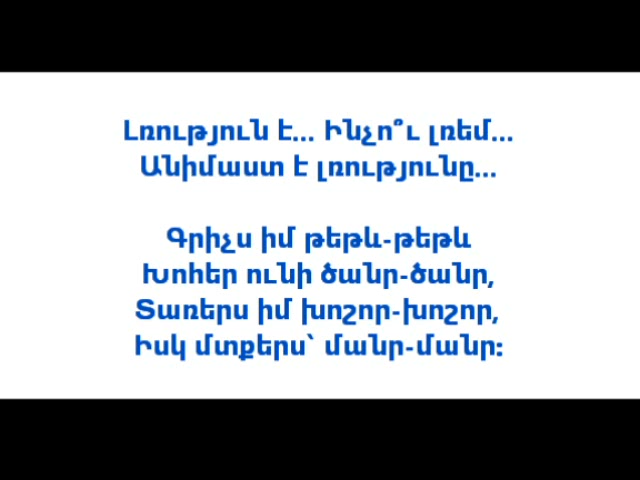 Լռություն է... Ինչո՞ւ լռեմ...
Անիմաստ է լռությունը...
Գրիչս իմ թեթև-թեթև
Խոհեր ունի ծանր-ծանր,
Տառերս իմ խոշոր-խոշոր,
Իսկ մտքերս՝ մանր-մանր: